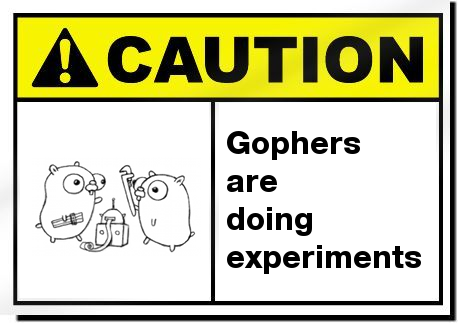 CAUTION
Gophers
are
doing
experiments